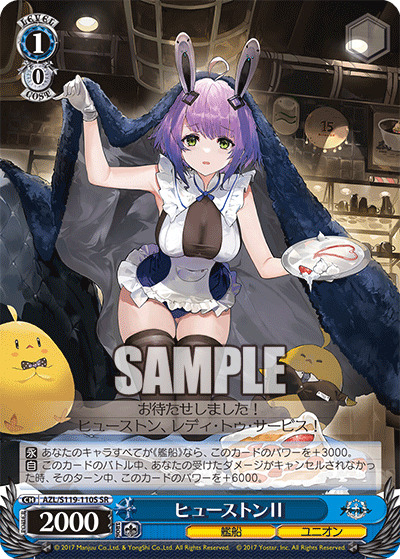 LEVEL
1
0
COST
15
SAMPLE
お待たせしました！
ヒューストン、レディ・トゥ・サービス！
永 あなたのキャラすべてが《艦船》なら、このカードのパワーを＋3000。
自 このカードのバトル中、あなたの受けたダメージがキャンセルされなかった時、そのターン中、このカードのパワーを＋6000。
CH AZL/S119-110S SR
2000
ヒューストンII
艦船 ユニオン
© 2017 Manjuu Co.,Ltd. & YongShi Co.,Ltd. All Rights Reserved. © 2017 Yostar, Inc. All Rights Reserved.